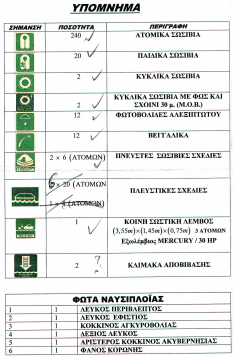 ΥΠΟΜΝΗΜΑ
ΣΗΜΑΝΣΗ ΠΟΣΟΤΗΤΑ ΠΕΡΙΓΡΑΦΗ
240 ΑΤΟΜΙΚΑ ΣΩΣΙΒΙΑ
20 ΠΑΙΔΙΚΑ ΣΩΣΙΒΙΑ
2 ΚΥΚΛΙΚΑ ΣΩΣΙΒΙΑ
2 ΚΥΚΛΙΚΑ ΣΩΣΙΒΙΑ ΜΕ ΦΩΣ ΚΑΙ
ΣΧΟΙΝΙ 30 μ. (M.O.B.)
12 ΦΩΤΟΒΟΛΙΔΕΣ ΑΛΕΞΙΠΤΩΤΟΥ
12 ΒΕΓΓΑΛΙΚΑ
2 × 6 (ΑΤΟΜΩΝ) ΠΝΕΥΣΤΕΣ ΣΩΣΙΒΙΕΣ ΣΧΕΔΙΕΣ
6 × 20 (ΑΤΟΜΩΝ) ΠΛΕΥΣΤΙΚΕΣ ΣΧΕΔΙΕΣ
(ΑΤΟΜΩΝ)
1 ΚΟΙΝΗ ΣΩΣΤΙΚΗ ΛΕΜΒΟΣ
(3,55m)×(1,45m)×(0,75m) 5 ΑΤΟΜΩΝ
Εξωλέμβιος MERCURY / 30 HP
2 ? ΚΛΙΜΑΚΑ ΑΠΟΒΙΒΑΣΗΣ
ΦΩΤΑ ΝΑΥΣΙΠΛΟΪΑΣ
1 1 ΛΕΥΚΟΣ ΠΕΡΙΒΛΕΠΤΟΣ
2 1 ΛΕΥΚΟΣ ΕΦΙΣΤΙΟΣ
3 1 ΚΟΚΚΙΝΟΣ ΑΓΚΥΡΟΒΟΛΙΑΣ
4 1 ΔΕΞΙΟΣ ΛΕΥΚΟΣ
5 1 ΑΡΙΣΤΕΡΟΣ ΚΟΚΚΙΝΟΣ ΑΚΥΒΕΡΝΗΣΙΑΣ
6 1 ΦΑΝΟΣ ΚΟΡΩΝΗΣ